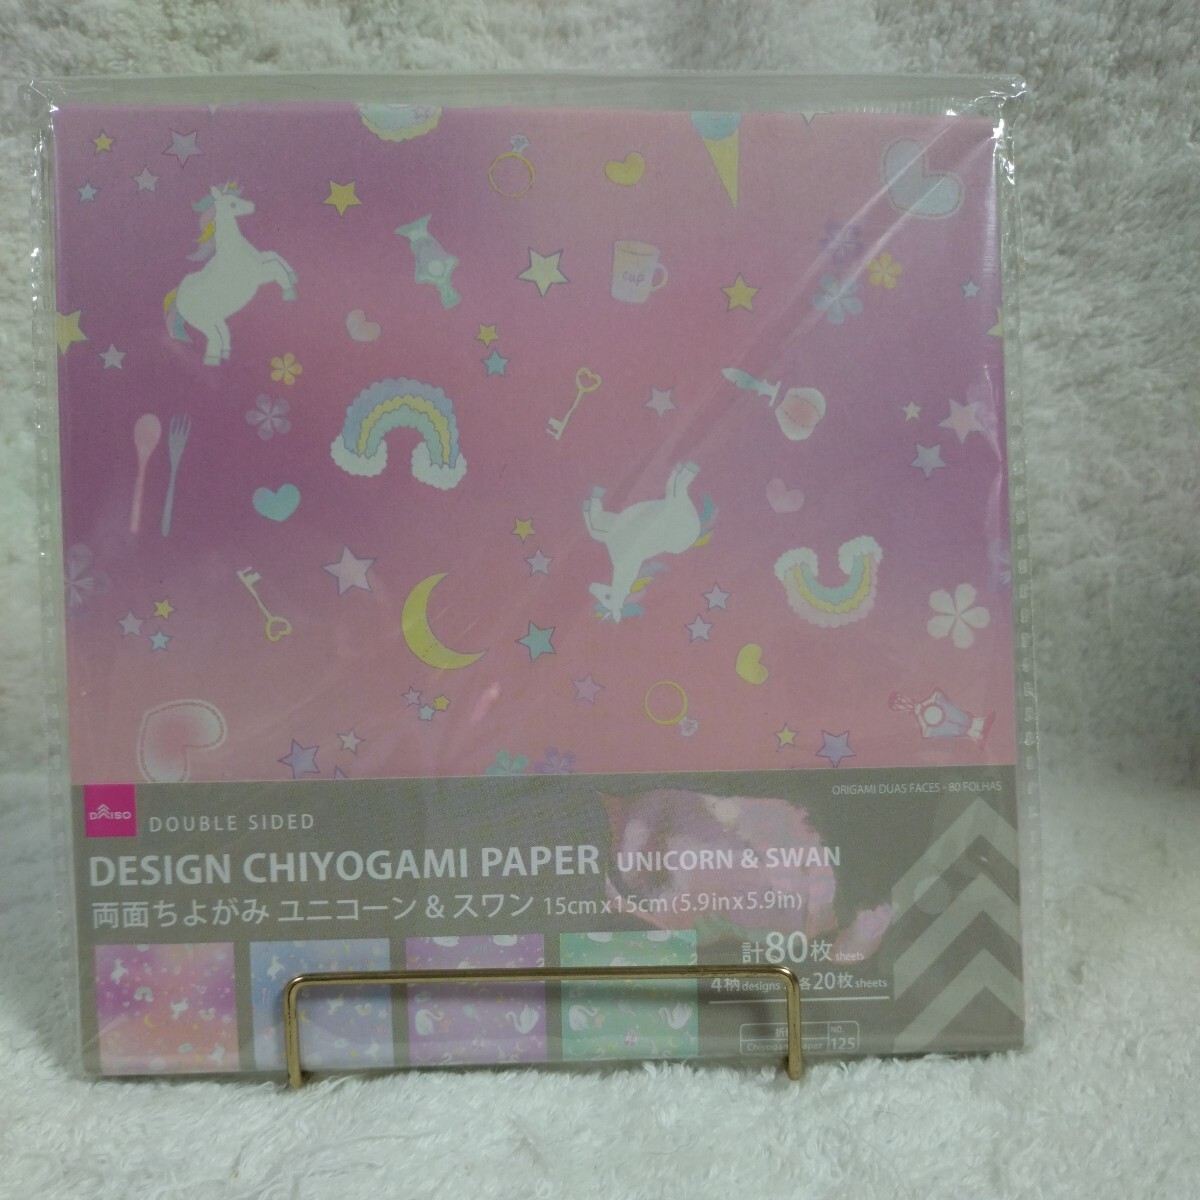 cup
ORIGAMI DUAS FACES - 80 FOLHAS
DAISO
DOUBLE SIDED
DESIGN CHIYOGAMI PAPER UNICORN & SWAN
両面ちよがみ ユニコーン & スワン 15cm x 15cm (5.9in x 5.9in)
計80枚 sheets
4柄 designs 各20枚 sheets
Chiyogami Paper
NO.
125